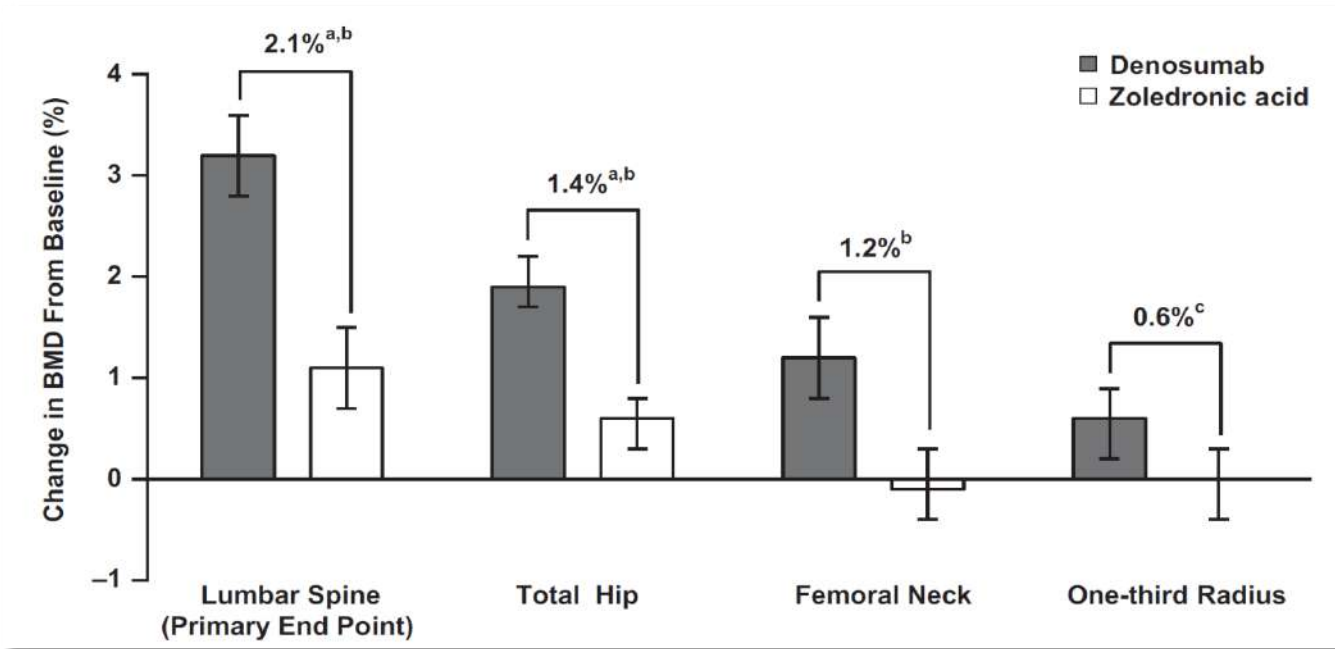 2.1%a,b
4
Denosumab
Zoledronic acid
3
1.4%a,b
1.2%b
2
0.6%c
1
0
–1
Change in BMD From Baseline (%)
Lumbar Spine
(Primary End Point)
Total Hip
Femoral Neck
One-third Radius